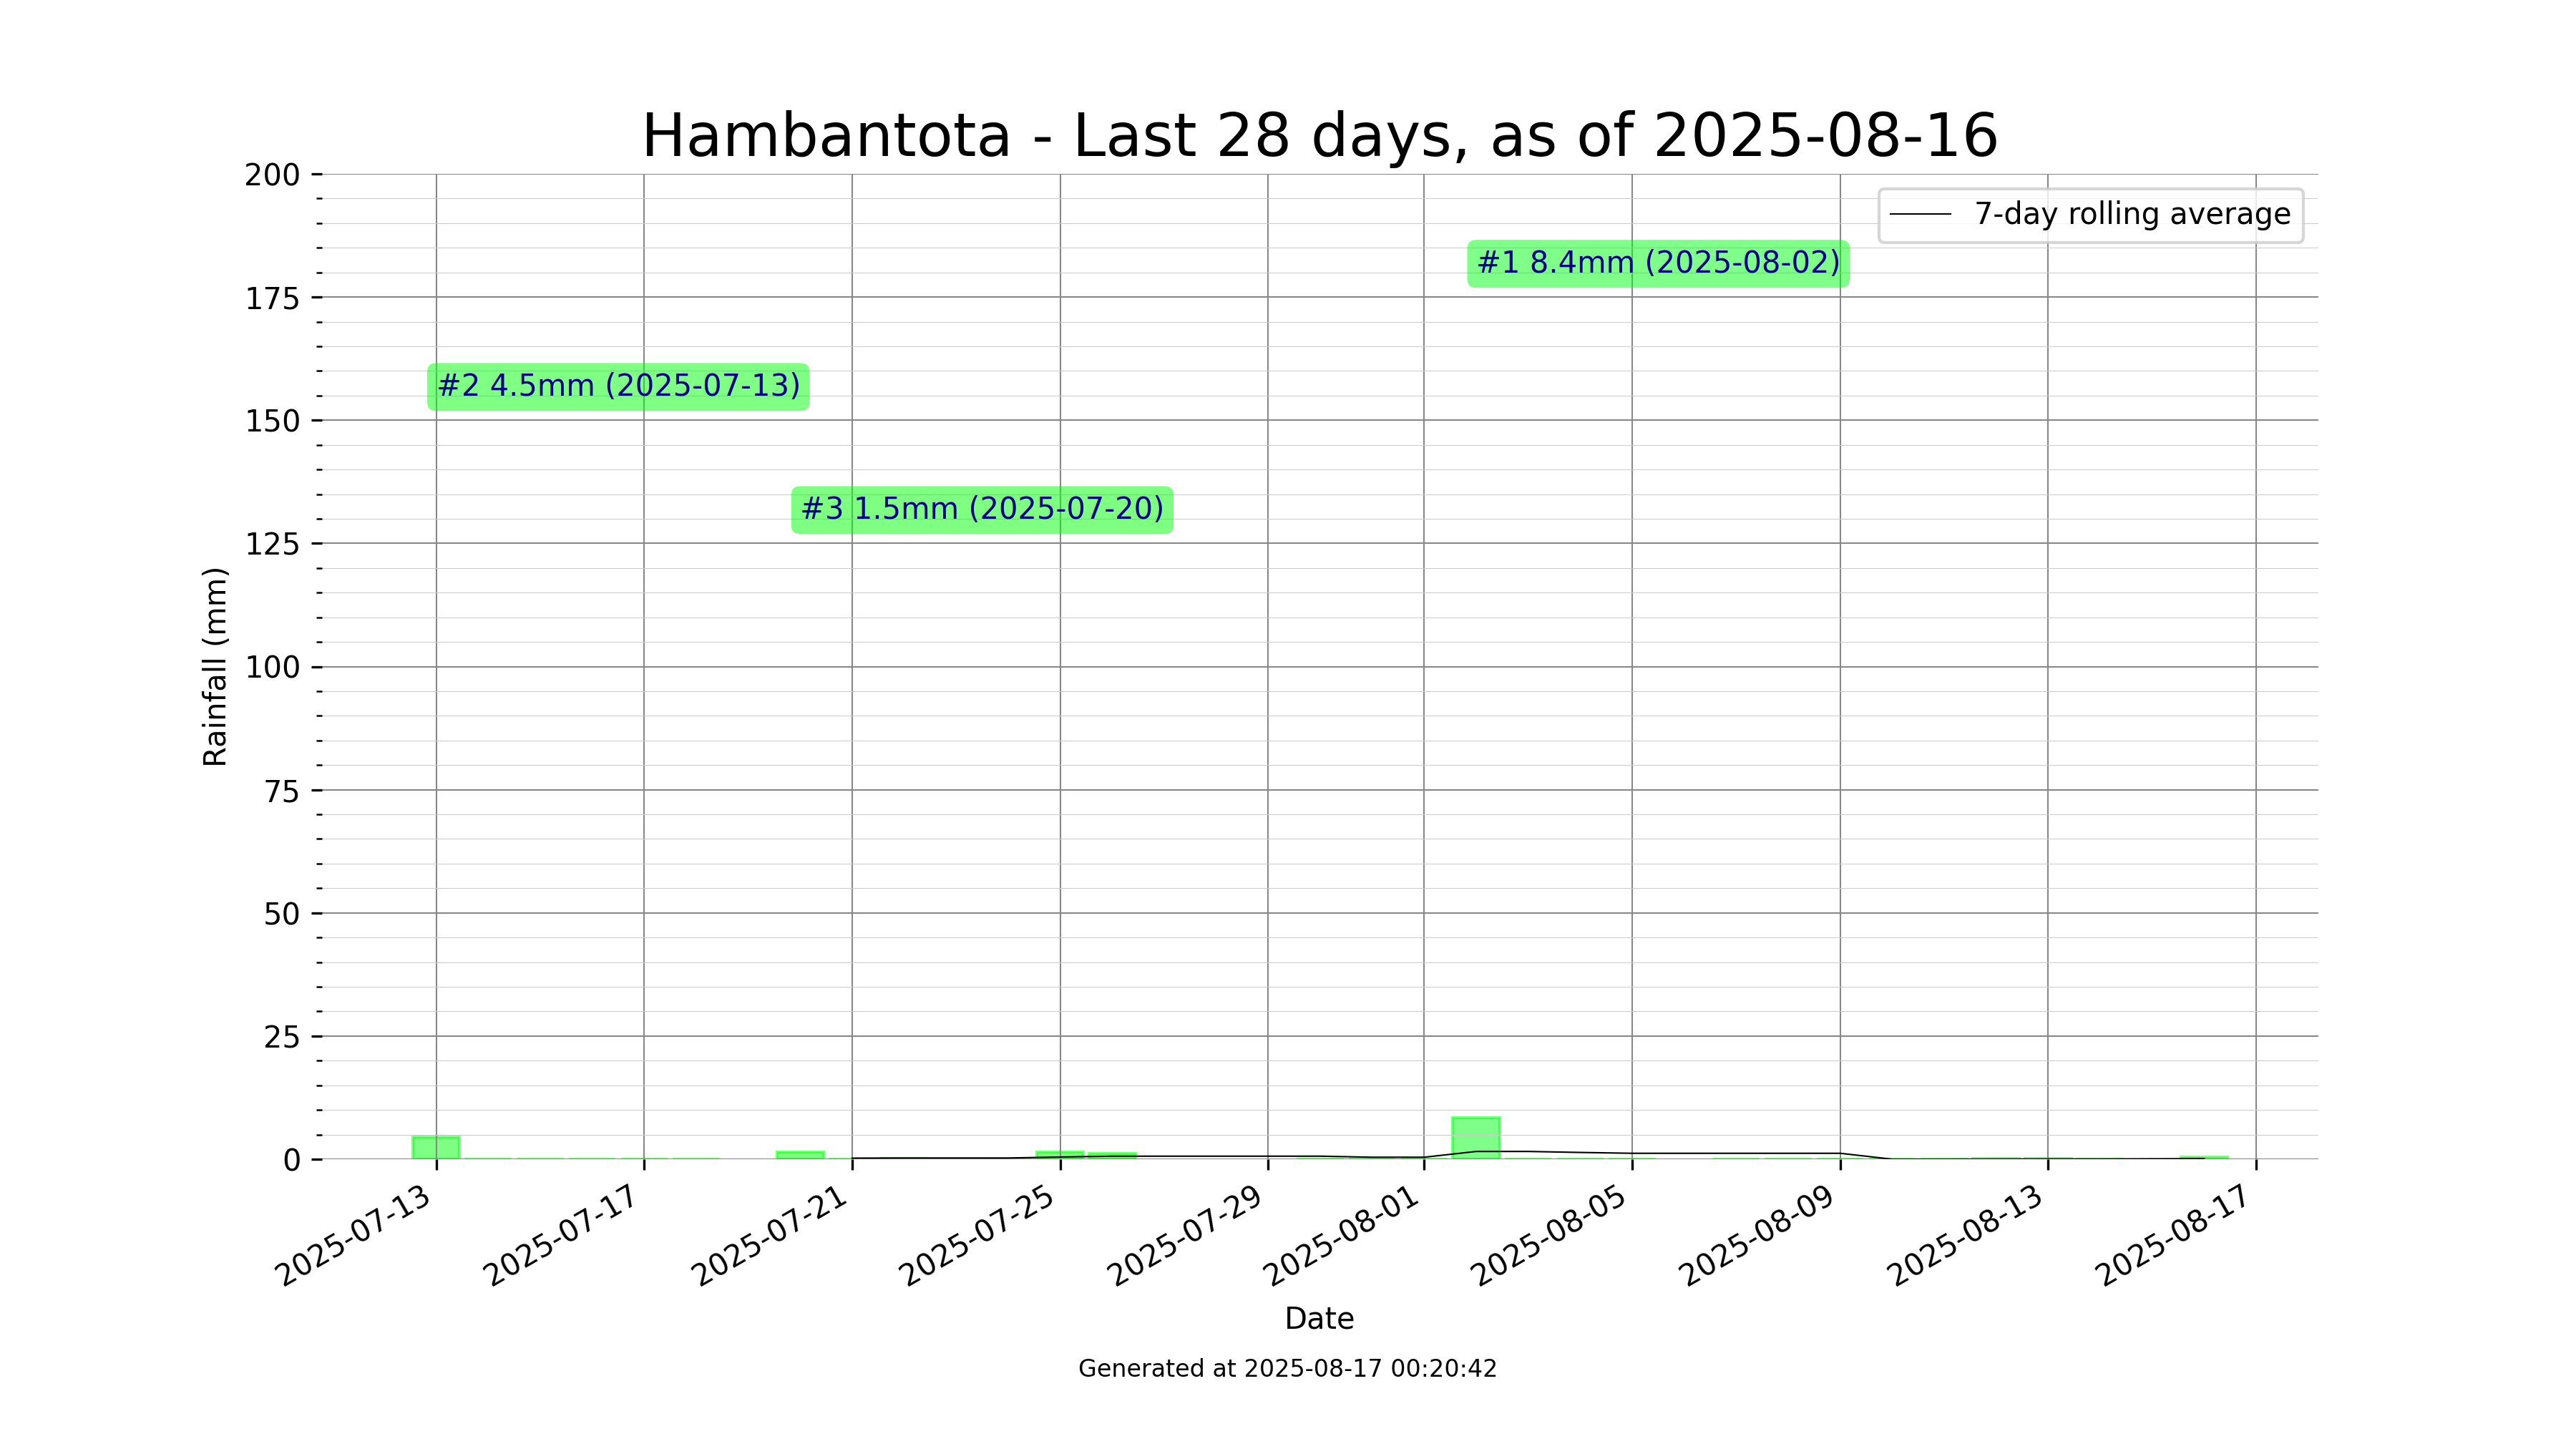 Hambantota - Last 28 days, as of 2025-08-16
7-day rolling average
#1 8.4mm (2025-08-02)
#2 4.5mm (2025-07-13)
#3 1.5mm (2025-07-20)
Rainfall (mm)
200
175
150
125
100
75
50
25
0
2025-07-13
2025-07-17
2025-07-21
2025-07-25
2025-07-29
2025-08-01
2025-08-05
2025-08-09
2025-08-13
2025-08-17
Date
Generated at 2025-08-17 00:20:42